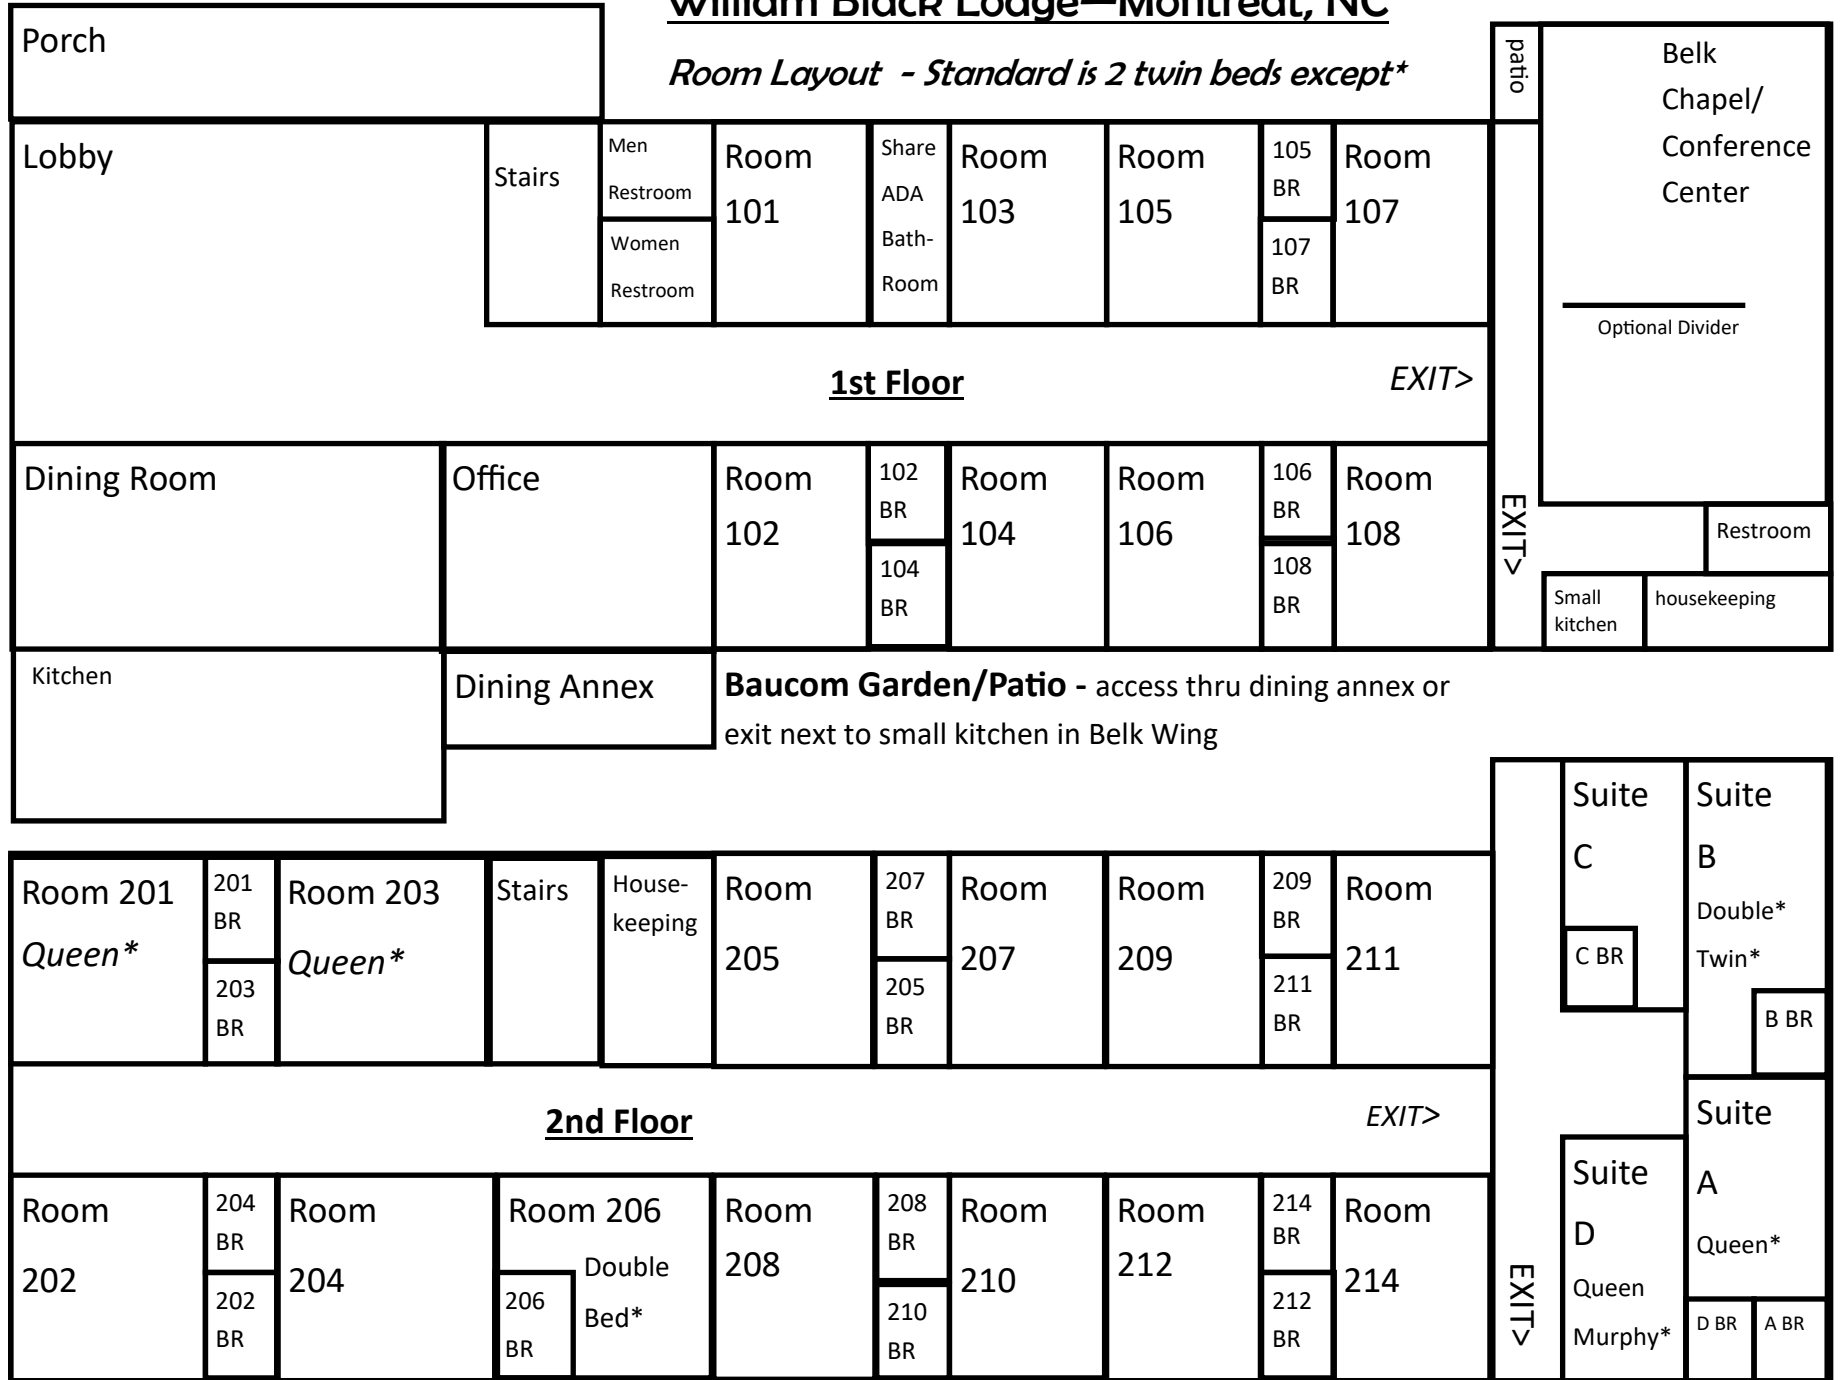 William Black Lodge—Montreat, NC
Room Layout - Standard is 2 twin beds except*
Porch
patio
Belk
Chapel/
Conference
Center
Optional Divider
Lobby
Stairs
Men
Restroom
Women
Restroom
Room
101
Share
ADA
Bath-
Room
Room
103
Room
105
105
BR
107
BR
Room
107
1st Floor
EXIT>
Dining Room
Office
Room
102
102
BR
104
BR
Room
104
Room
106
106
BR
108
BR
Room
108
EXIT>
Restroom
Small
kitchen
housekeeping
Kitchen
Dining Annex
Baucom Garden/Patio - access thru dining annex or
exit next to small kitchen in Belk Wing
Room 201
Queen*
201
BR
203
BR
Room 203
Queen*
Stairs
House-
keeping
Room
205
207
BR
205
BR
Room
207
Room
209
209
BR
211
BR
Room
211
Suite
C
C BR
Suite
B
Double*
Twin*
B BR
2nd Floor
EXIT>
Room
202
204
BR
202
BR
Room
204
Room 206
Double
Bed*
206
BR
Room
208
208
BR
210
BR
Room
210
Room
212
214
BR
212
BR
Room
214
EXIT>
Suite
D
Queen
Murphy*
Suite
A
Queen*
D BR
A BR